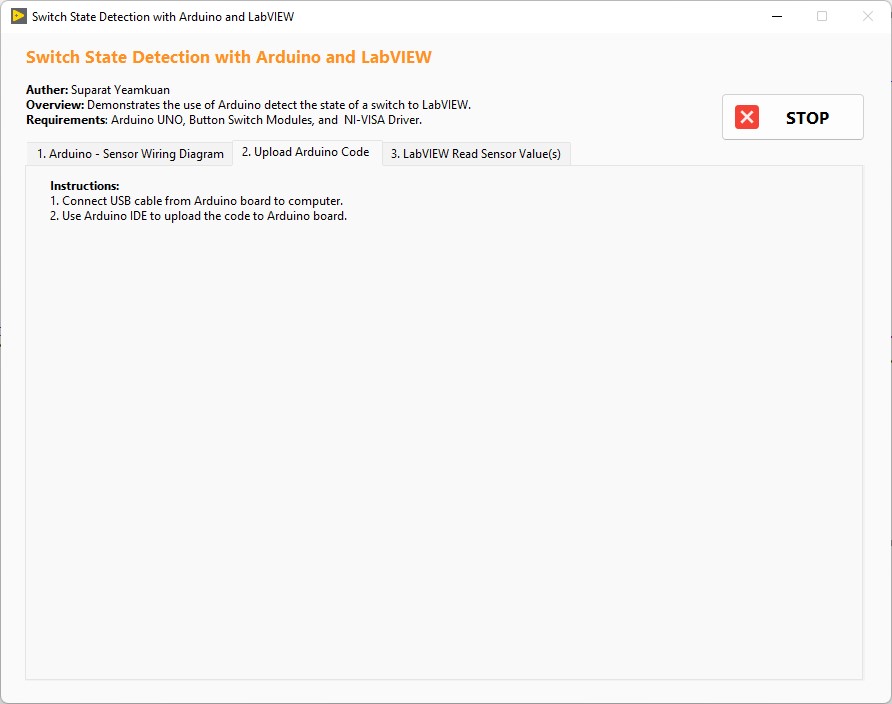 Switch State Detection with Arduino and LabVIEW
Switch State Detection with Arduino and LabVIEW
Auther: Suparat Yeamkuan
Overview: Demonstrates the use of Arduino detect the state of a switch to LabVIEW.
Requirements: Arduino UNO, Button Switch Modules, and  NI-VISA Driver.
STOP
1. Arduino - Sensor Wiring Diagram
2. Upload Arduino Code
3. LabVIEW Read Sensor Value(s)
Instructions:
1. Connect USB cable from Arduino board to computer.
2. Use Arduino IDE to upload the code to Arduino board.